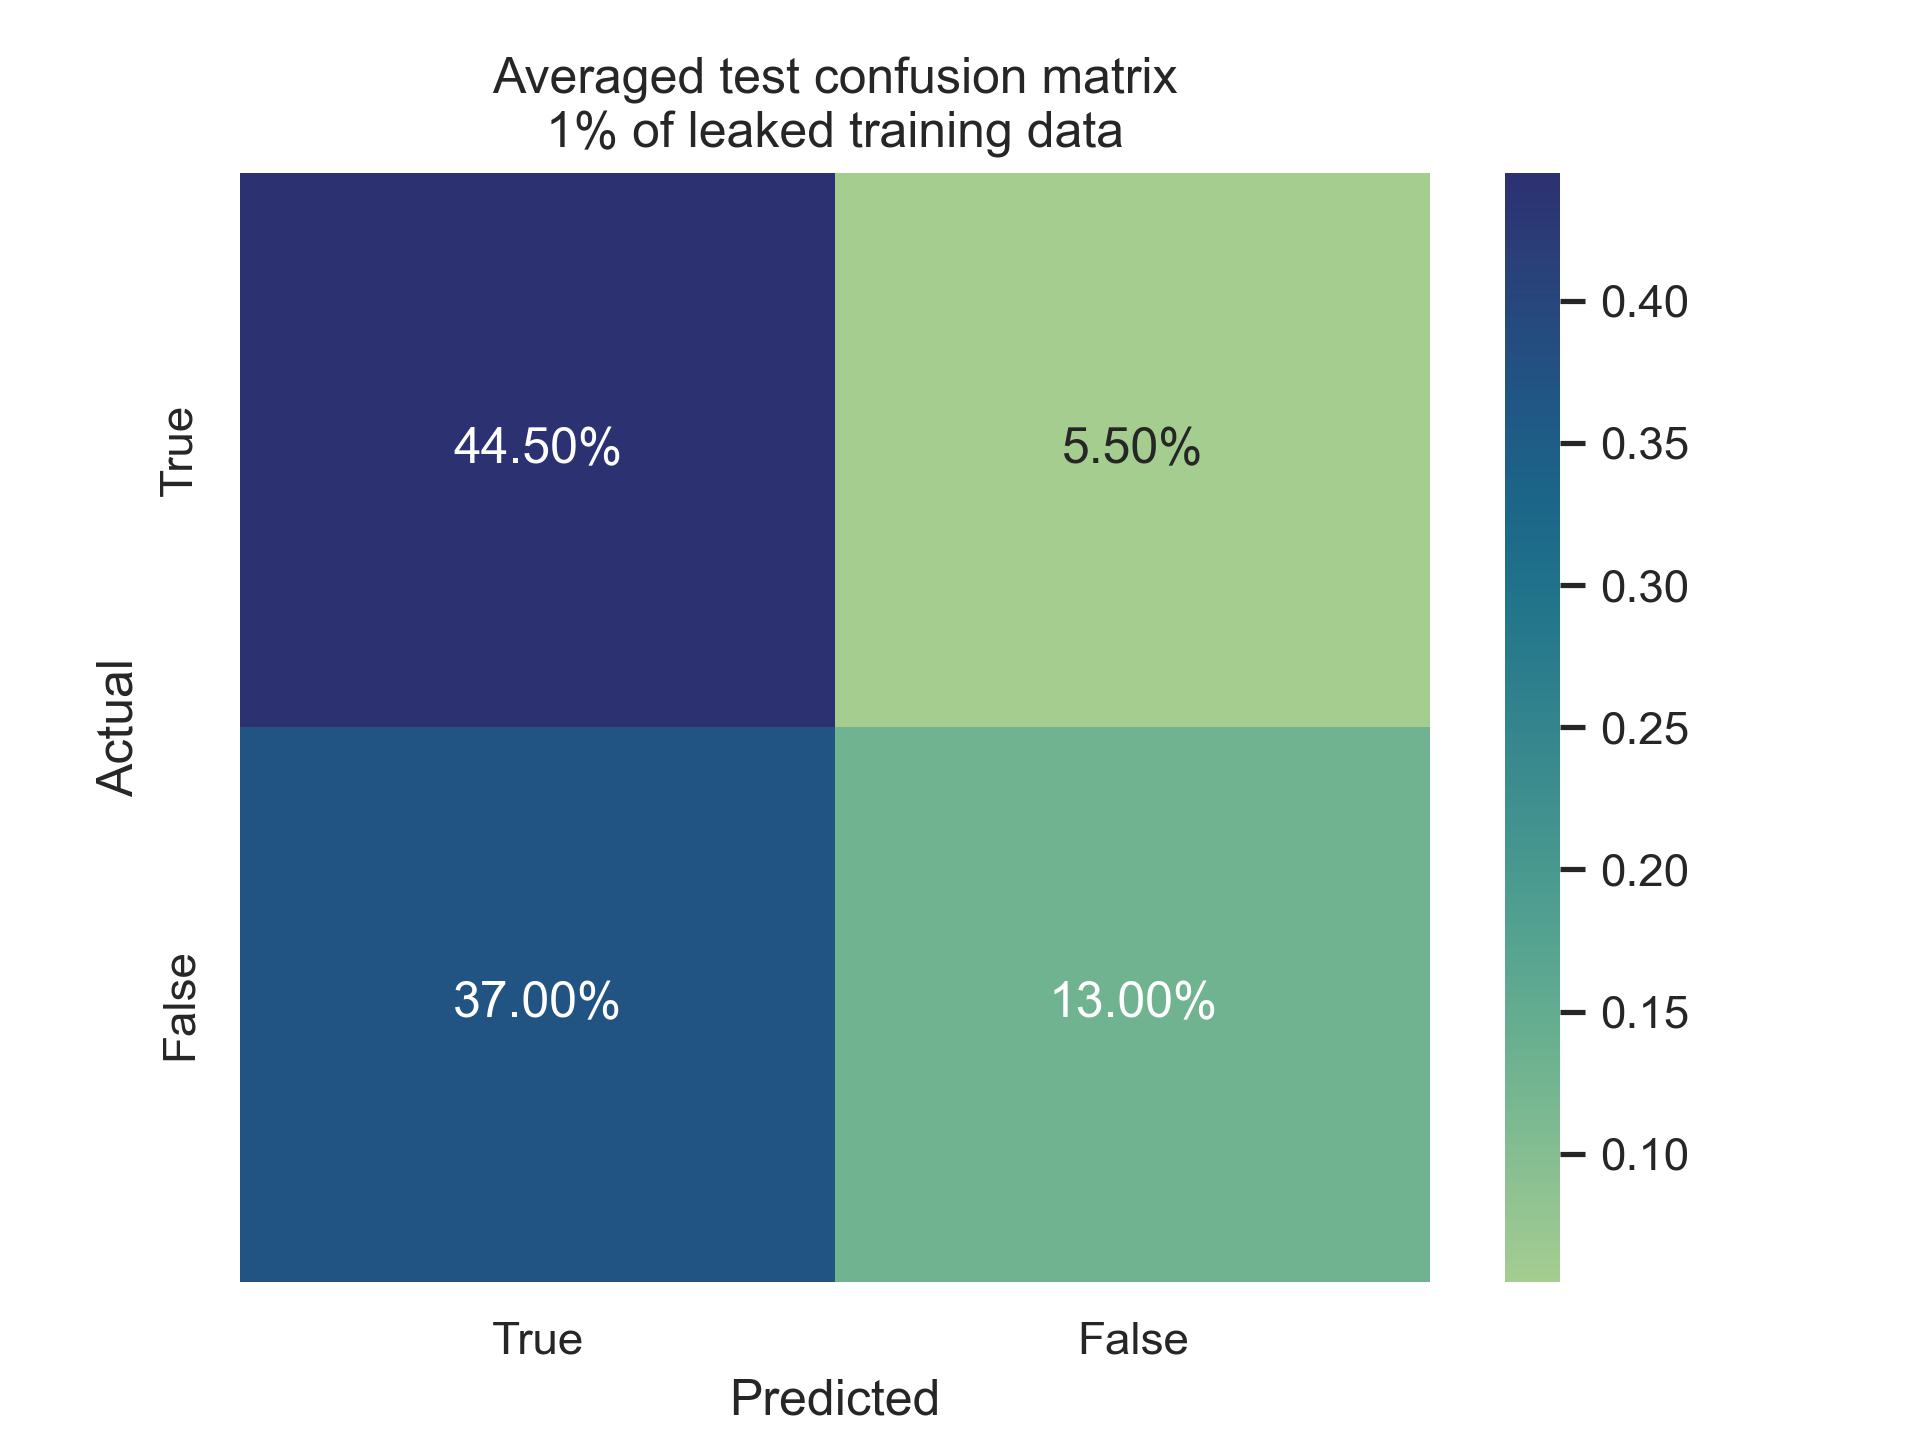 Averaged test confusion matrix
1% of leaked training data
Actual
True
False
44.50%
5.50%
37.00%
13.00%
True
False
Predicted
0.40
0.35
0.30
0.25
0.20
0.15
0.10